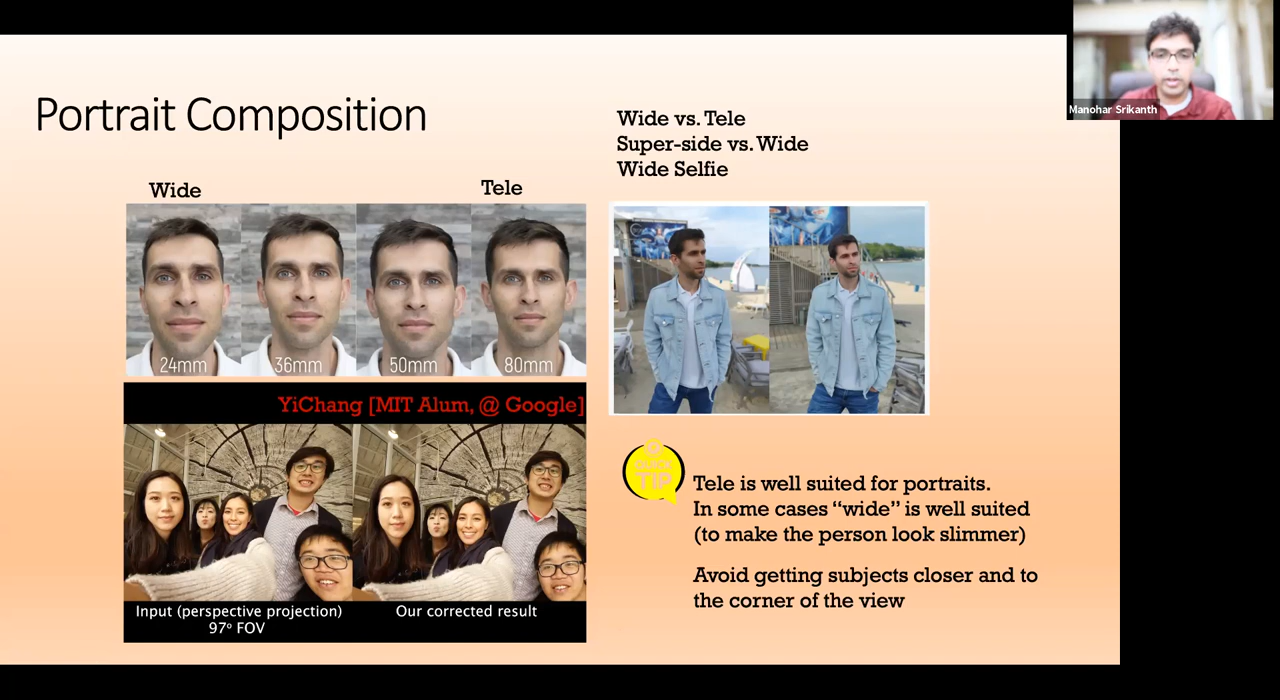 Manohar Srikanth
Portrait Composition
Wide vs. Tele
Super-side vs. Wide
Wide Selfie
Wide
Tele
24mm
36mm
50mm
80mm
YiChang [MIT Alum, @ Google]
Input (perspective projection)
97º FOV
Our corrected result
QUICK
TIP
Tele is well suited for portraits.
In some cases “wide” is well suited
(to make the person look slimmer)
Avoid getting subjects closer and to
the corner of the view